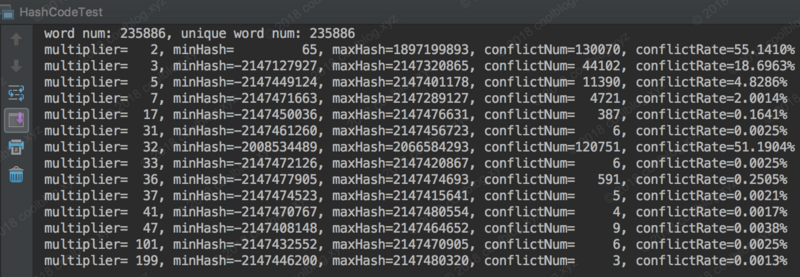 HashCodeTest
word num: 235886, unique word num: 235886
multiplier=   2, minHash=         65, maxHash=1897199893, conflictNum=130070, conflictRate=55.1410%
multiplier=   3, minHash=-2147127927, maxHash=2147320865, conflictNum= 44102, conflictRate=18.6963%
multiplier=   5, minHash=-2147449124, maxHash=2147401178, conflictNum= 11390, conflictRate=4.8286%
multiplier=   7, minHash=-2147471663, maxHash=2147289127, conflictNum=  4721, conflictRate=2.0014%
multiplier=  17, minHash=-2147450036, maxHash=2147476631, conflictNum=   387, conflictRate=0.1641%
multiplier=  31, minHash=-2147461260, maxHash=2147456723, conflictNum=     6, conflictRate=0.0025%
multiplier=  32, minHash=-2008534489, maxHash=2066584293, conflictNum=120751, conflictRate=51.1904%
multiplier=  33, minHash=-2147472126, maxHash=2147420867, conflictNum=     6, conflictRate=0.0025%
multiplier=  36, minHash=-2147477905, maxHash=2147474693, conflictNum=   591, conflictRate=0.2505%
multiplier=  37, minHash=-2147474523, maxHash=2147415641, conflictNum=     5, conflictRate=0.0021%
multiplier=  41, minHash=-2147470767, maxHash=2147480554, conflictNum=     4, conflictRate=0.0017%
multiplier=  47, minHash=-2147408148, maxHash=2147464652, conflictNum=     9, conflictRate=0.0038%
multiplier= 101, minHash=-2147432552, maxHash=2147470905, conflictNum=     6, conflictRate=0.0025%
multiplier= 199, minHash=-2147446200, maxHash=2147480320, conflictNum=     3, conflictRate=0.0013%
© 2018 coolblog.xyz